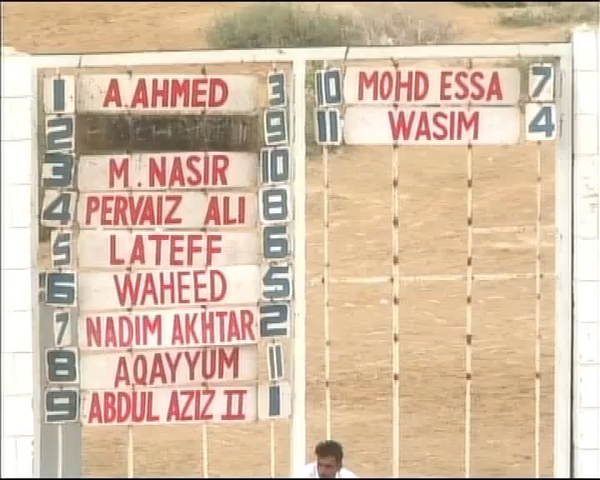 1 A.AHMED 3
2 9
3 M.NASIR 10
4 PERVAIZ ALI 8
5 LATEFF 6
6 WAHEED 5
7 NADIM AKHTAR 2
8 AQAYYUM 11
9 ABDUL AZIZ II 1
10 MOHD ESSA 7
11 WASIM 4